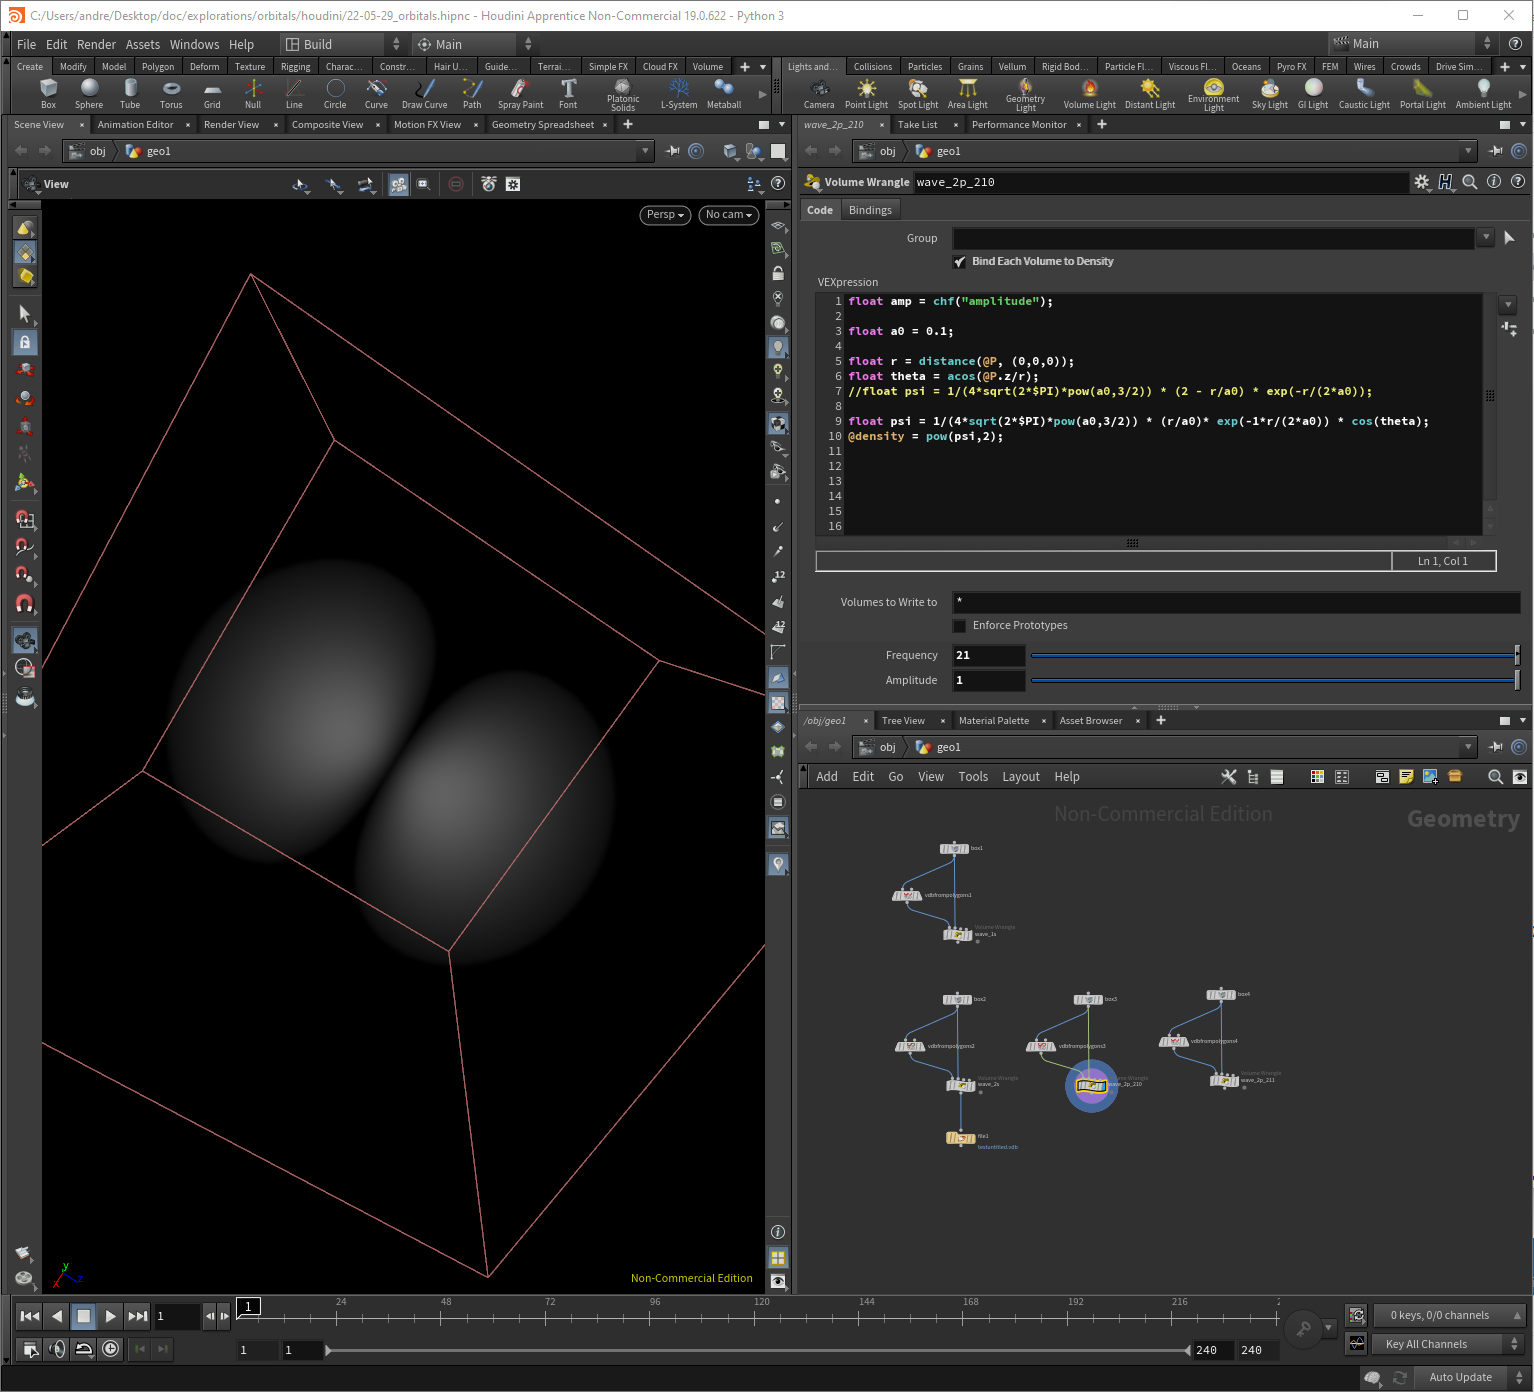 C:/Users/andre/Desktop/doc/explorations/orbitals/houdini/22-05-29_orbitals.hipnc - Houdini Apprentice Non-Commercial 19.0.622 - Python 3
File Edit Render Assets Windows Help Build Main Main
Create Modify Model Polygon Deform Texture Rigging Charac... Constr... Hair U... Guide... Terrai... Simple FX Cloud FX Volume
Lights and... Collisions Particles Grains Vellum Rigid Bod... Particle Fl... Viscous Fl... Oceans Pyro FX FEM Wires Crowds Drive Sim...
Box Sphere Tube Torus Grid Null Line Circle Curve Draw Curve Path Spray Paint Font Platonic Solids L-System Metaball
Camera Point Light Spot Light Area Light Geometry Light Volume Light Distant Light Environment Light Sky Light GI Light Caustic Light Portal Light Ambient Light
Scene View Animation Editor Render View Composite View Motion FX View Geometry Spreadsheet
wave_2p_210 Take List Performance Monitor
obj geo1
obj geo1
View
Volume Wrangle wave_2p_210
Persp No cam
Code Bindings
Group
Bind Each Volume to Density
VEXpression
1 float amp = chf("amplitude");
2
3 float a0 = 0.1;
4
5 float r = distance(@P, (0,0,0));
6 float theta = acos(@P.z/r);
7 //float psi = 1/(4*sqrt(2*$PI)*pow(a0,3/2)) * (2 - r/a0) * exp(-r/(2*a0));
8
9 float psi = 1/(4*sqrt(2*$PI)*pow(a0,3/2)) * (r/a0)* exp(-1*r/(2*a0)) * cos(theta);
10 @density = pow(psi,2);
11
12
13
14
15
16
Ln 1, Col 1
Volumes to Write to *
Enforce Prototypes
Frequency 21
Amplitude 1
/obj/geo1 Tree View Material Palette Asset Browser
obj geo1
Add Edit Go View Tools Layout Help
Non-Commercial Edition Geometry
box1
vdbfrompolygons1
Volume Wrangle
wave_1s
box2 box3 box4
vdbfrompolygons2 vdbfrompolygons3 vdbfrompolygons4
Volume Wrangle Volume Wrangle Volume Wrangle
wave_2s wave_2p_210 wave_2p_211
file1
12
12
y
x z
Non-Commercial Edition
1 1 24 48 72 96 120 144 168 192 216 2
0 keys, 0/0 channels
1 1 240 240
Key All Channels
Auto Update